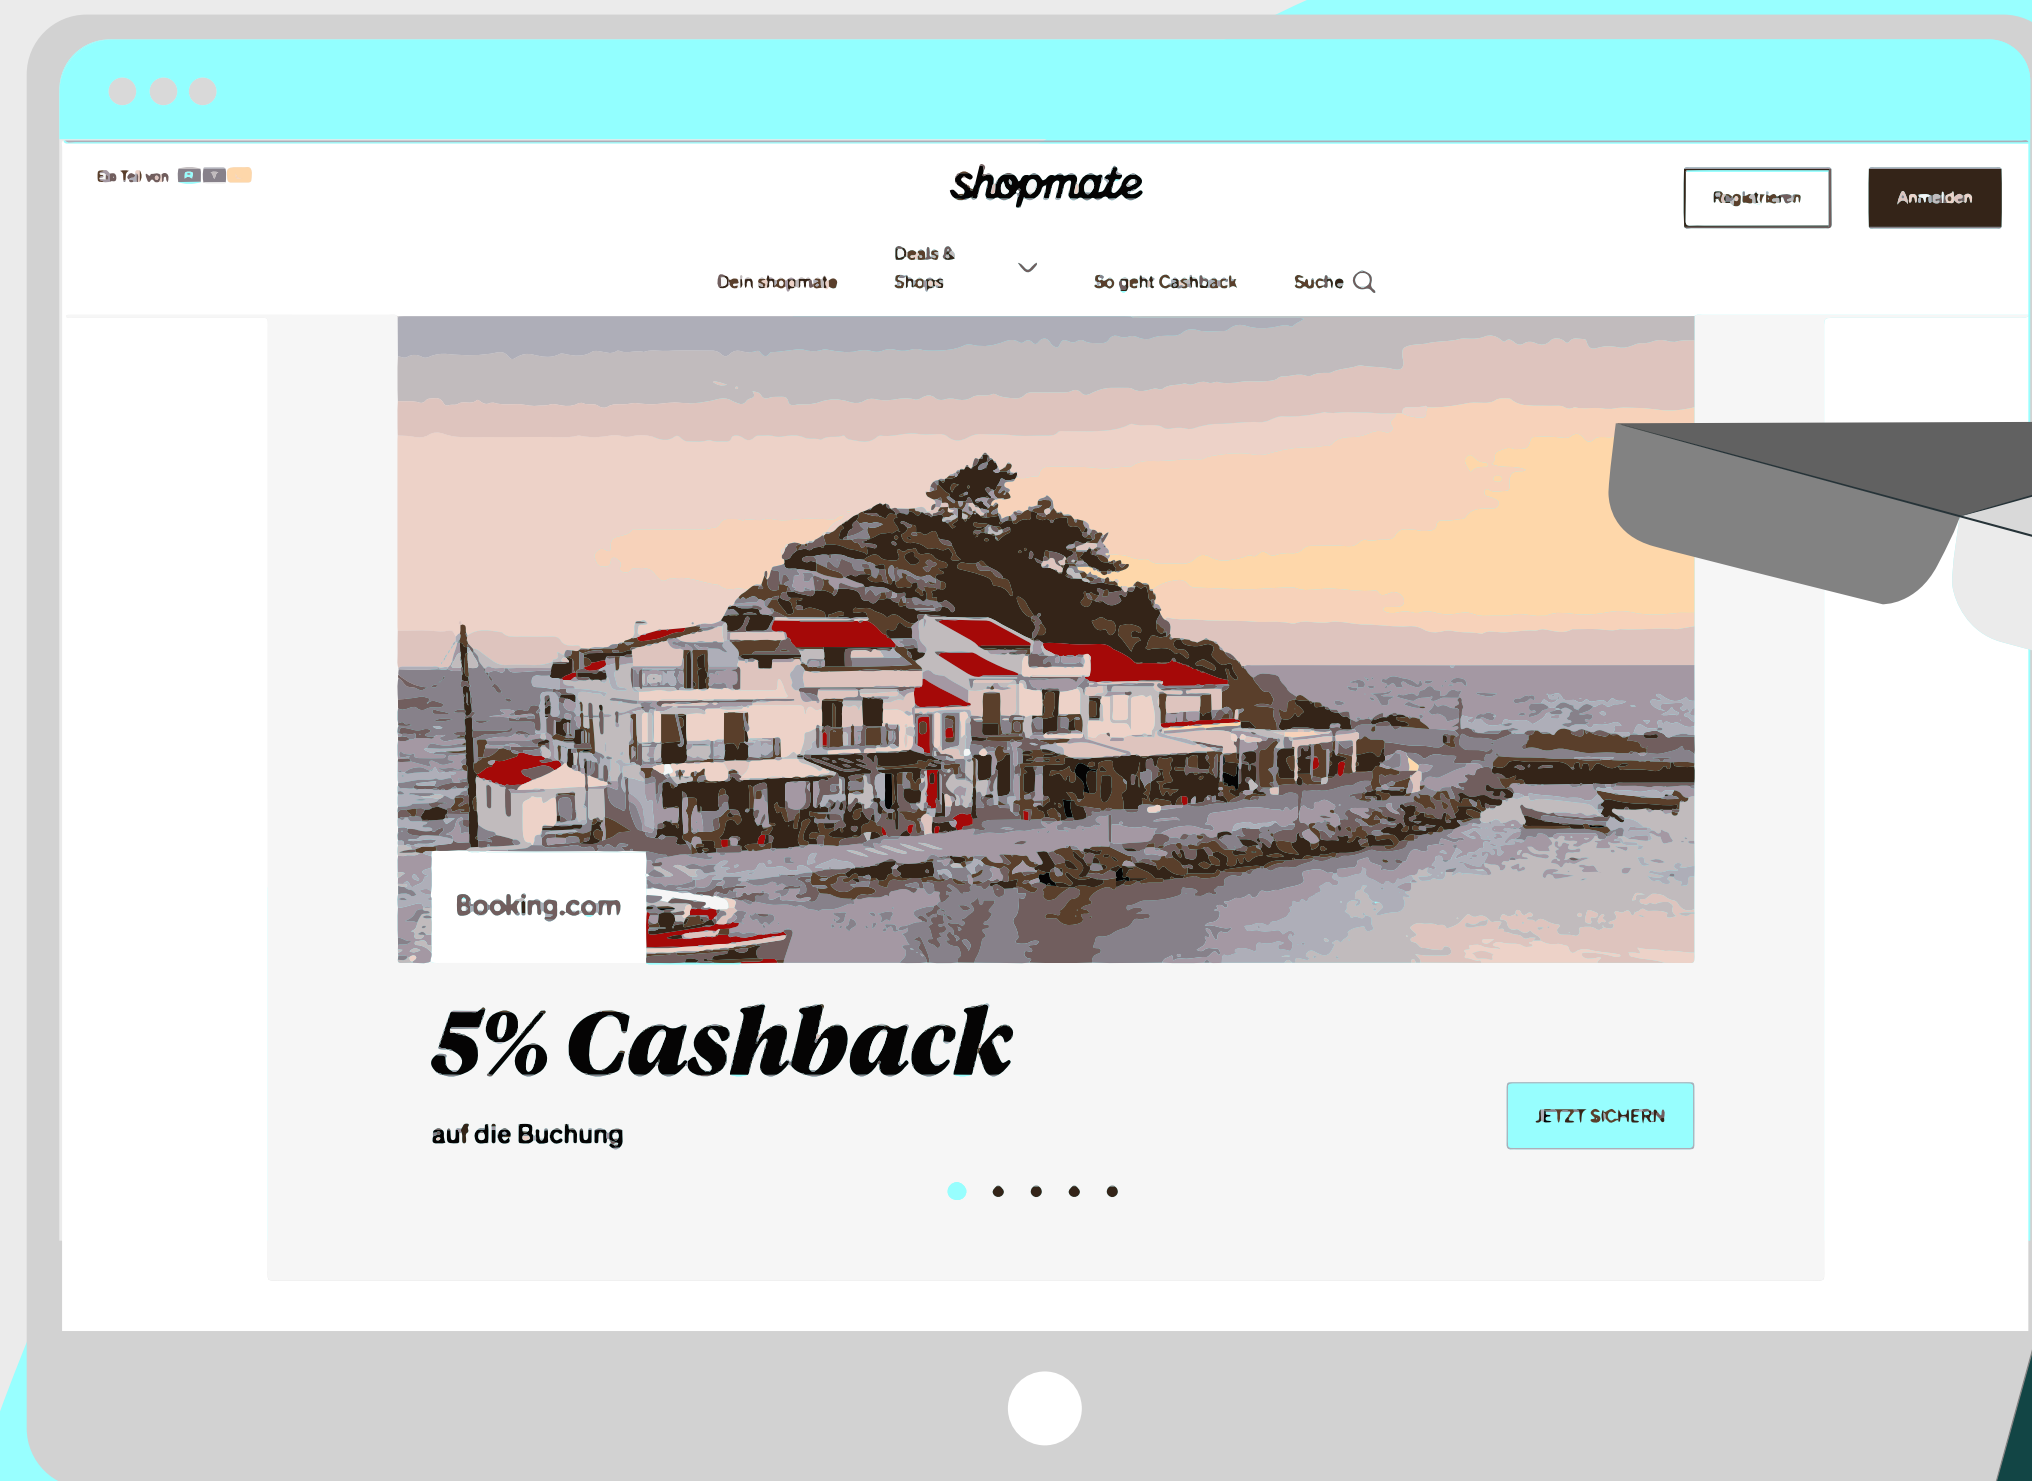 Ein Teil von
shopmate
Registrieren
Anmelden
Dein shopmate
Deals &
Shops
So geht Cashback
Suche
Booking.com
5% Cashback
auf die Buchung
JETZT SICHERN